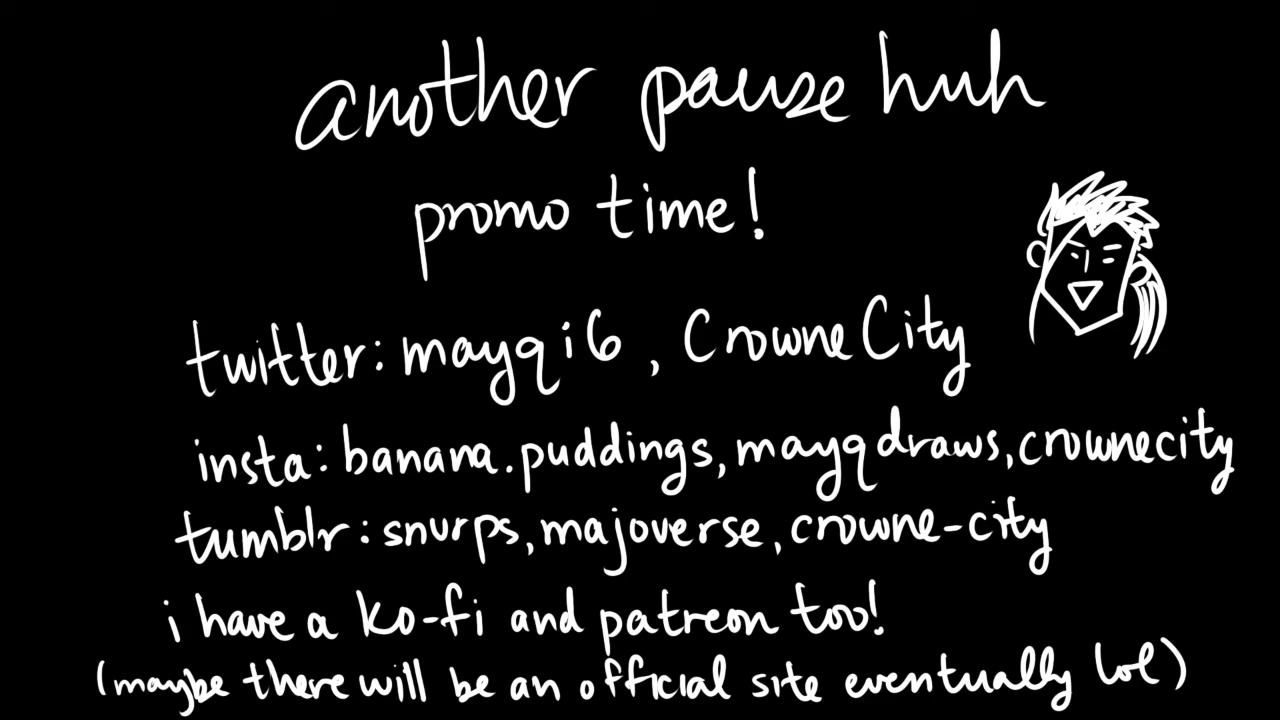 another pause huh
promo time!
twitter: mayqi6, CrowneCity
insta: banana.puddings, mayqdraws, crownecity
tumblr: snurps, majoverse, crowne-city
i have a ko-fi and patreon too!
(maybe there will be an official site eventually lol)